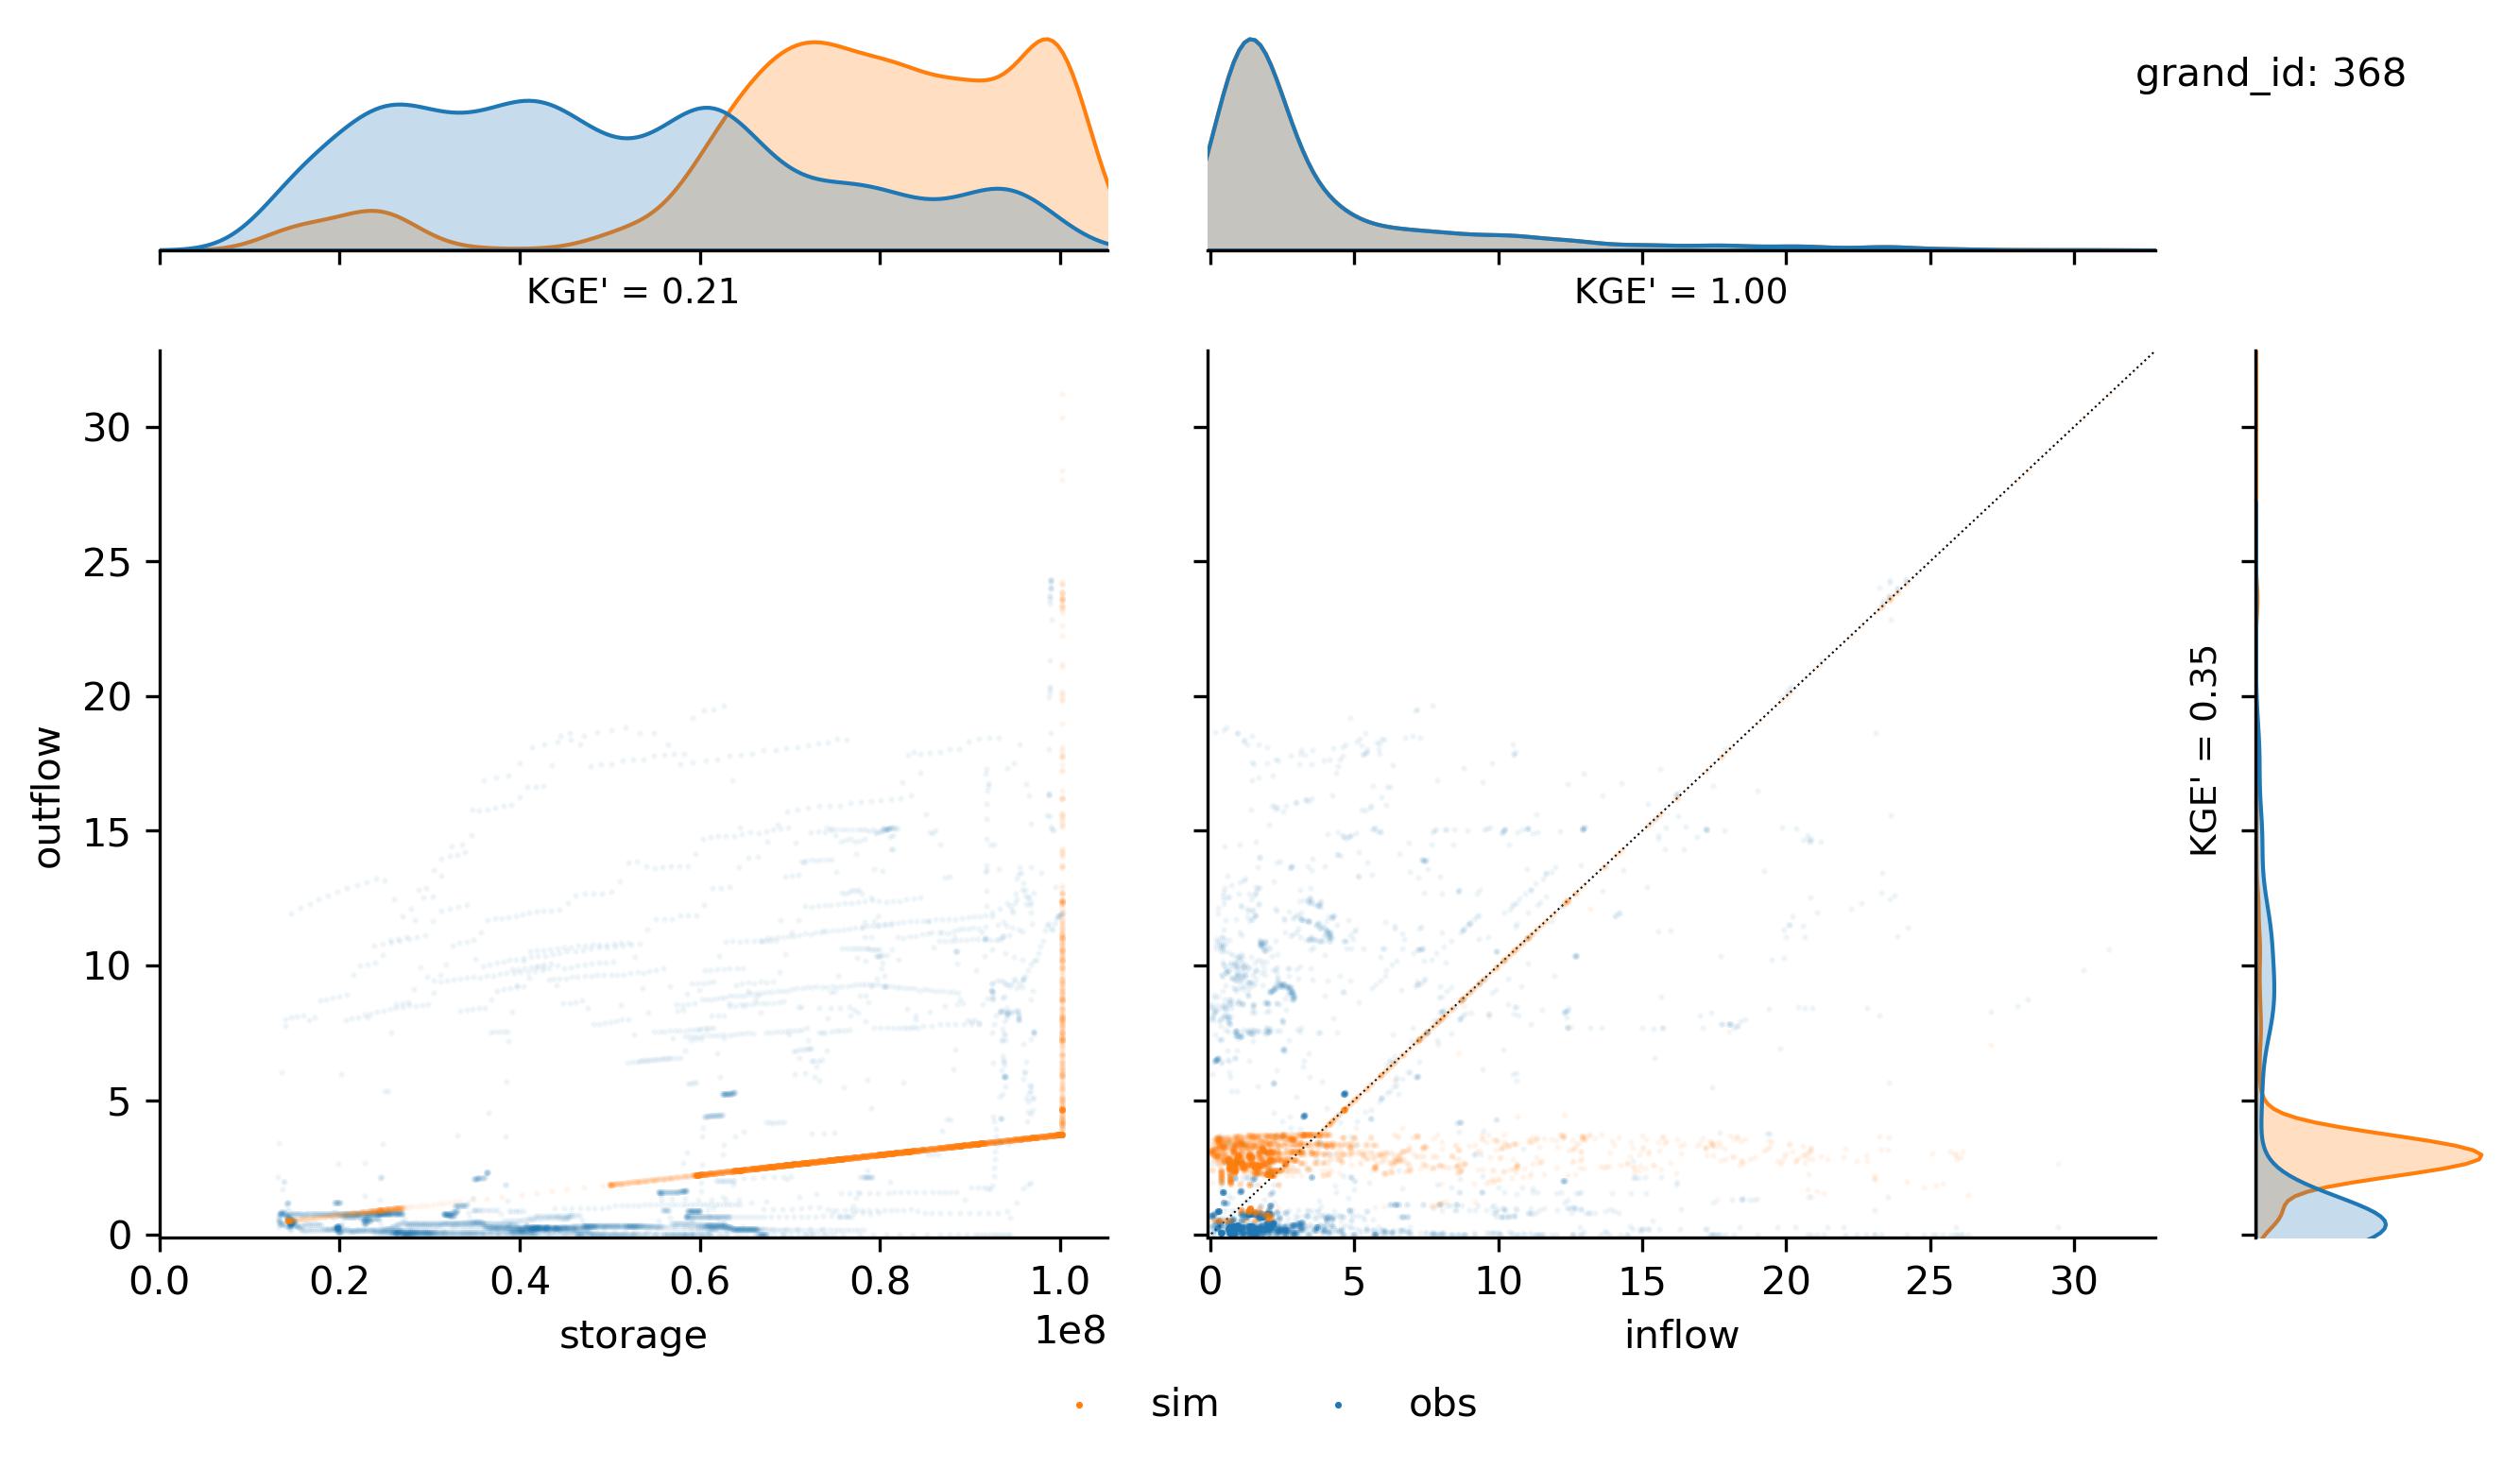 grand_id: 368
KGE' = 0.21
KGE' = 1.00
30
25
20
15
10
5
0
outflow
KGE' = 0.35
0.0 0.2 0.4 0.6 0.8 1.0
1e8
storage
0 5 10 15 20 25 30
inflow
sim obs